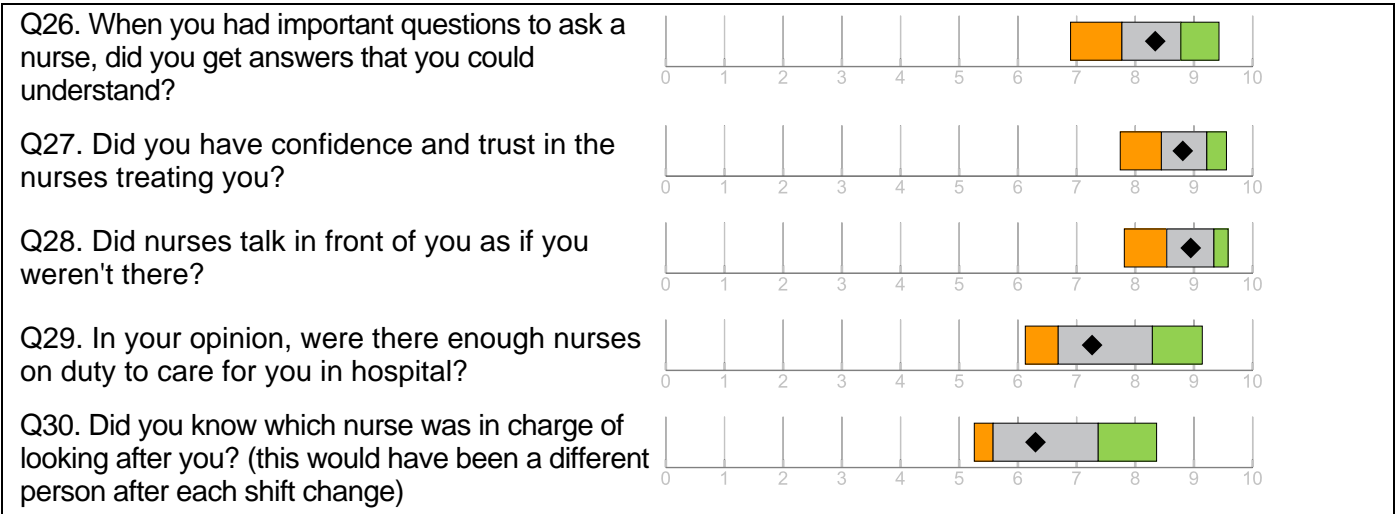 Q26. When you had important questions to ask a
nurse, did you get answers that you could
understand?
0 1 2 3 4 5 6 7 8 9 10
Q27. Did you have confidence and trust in the
nurses treating you?
0 1 2 3 4 5 6 7 8 9 10
Q28. Did nurses talk in front of you as if you
weren't there?
0 1 2 3 4 5 6 7 8 9 10
Q29. In your opinion, were there enough nurses
on duty to care for you in hospital?
0 1 2 3 4 5 6 7 8 9 10
Q30. Did you know which nurse was in charge of
looking after you? (this would have been a different
person after each shift change)
0 1 2 3 4 5 6 7 8 9 10